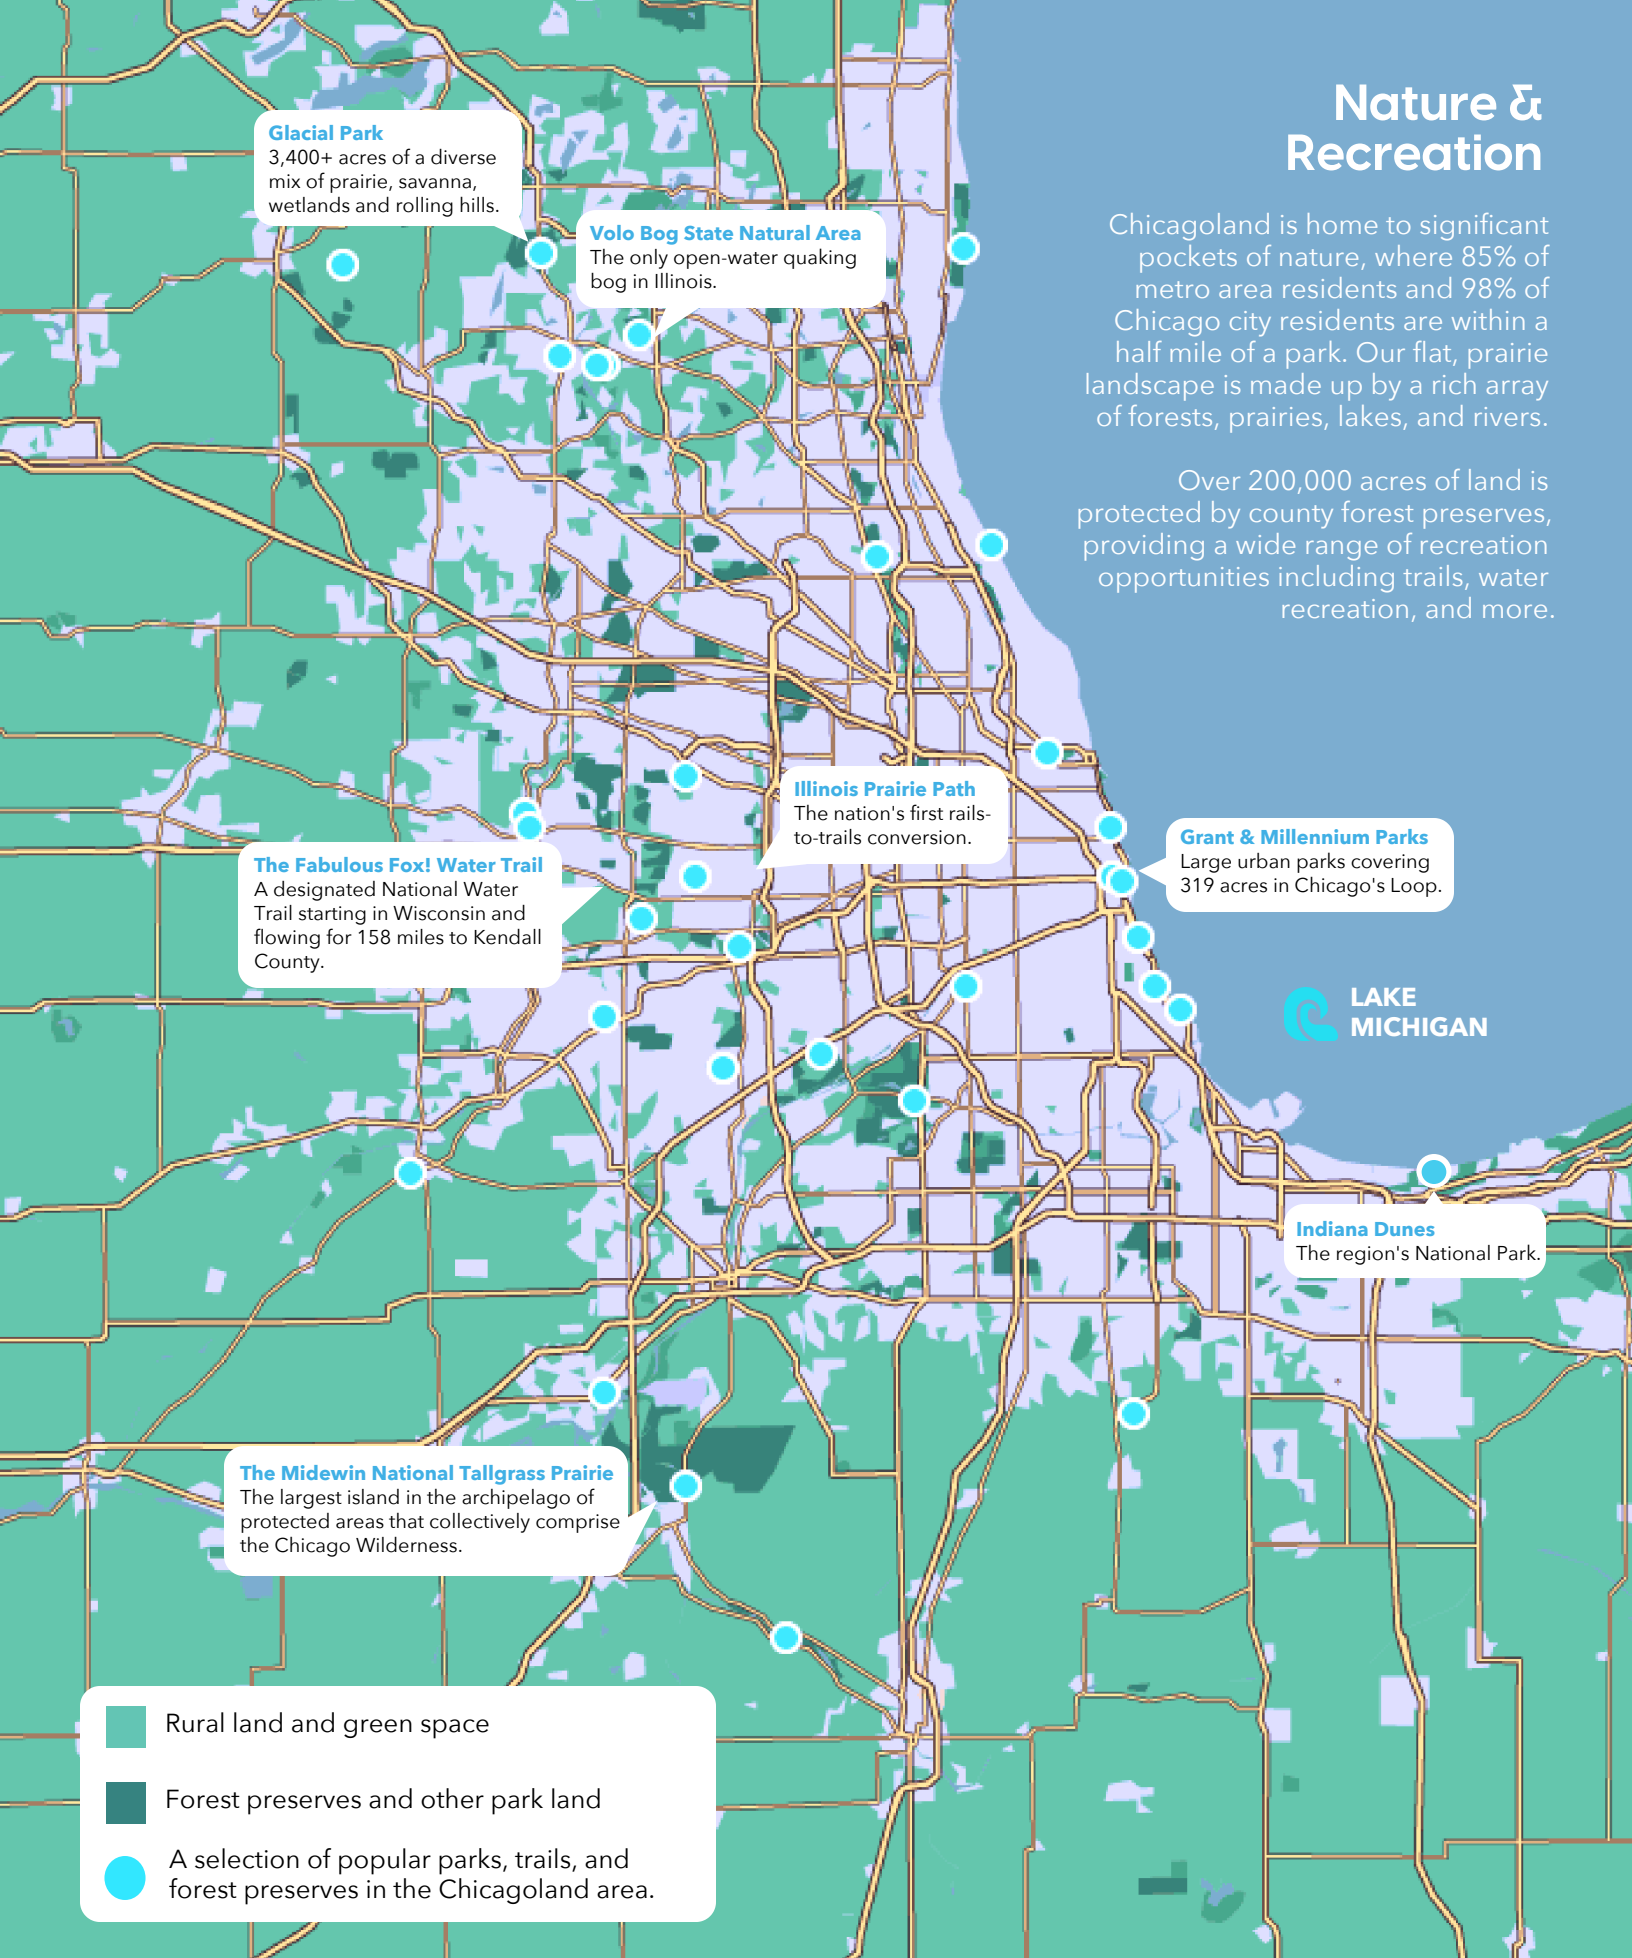 Nature &
Recreation
Chicagoland is home to significant
pockets of nature, where 85% of
metro area residents and 98% of
Chicago city residents are within a
half mile of a park. Our flat, prairie
landscape is made up by a rich array
of forests, prairies, lakes, and rivers.
Over 200,000 acres of land is
protected by county forest preserves,
providing a wide range of recreation
opportunities including trails, water
recreation, and more.
Glacial Park
3,400+ acres of a diverse
mix of prairie, savanna,
wetlands and rolling hills.
Volo Bog State Natural Area
The only open-water quaking
bog in Illinois.
Illinois Prairie Path
The nation's first rails-
to-trails conversion.
Grant & Millennium Parks
Large urban parks covering
319 acres in Chicago's Loop.
The Fabulous Fox! Water Trail
A designated National Water
Trail starting in Wisconsin and
flowing for 158 miles to Kendall
County.
LAKE
MICHIGAN
Indiana Dunes
The region's National Park.
The Midewin National Tallgrass Prairie
The largest island in the archipelago of
protected areas that collectively comprise
the Chicago Wilderness.
Rural land and green space
Forest preserves and other park land
A selection of popular parks, trails, and
forest preserves in the Chicagoland area.